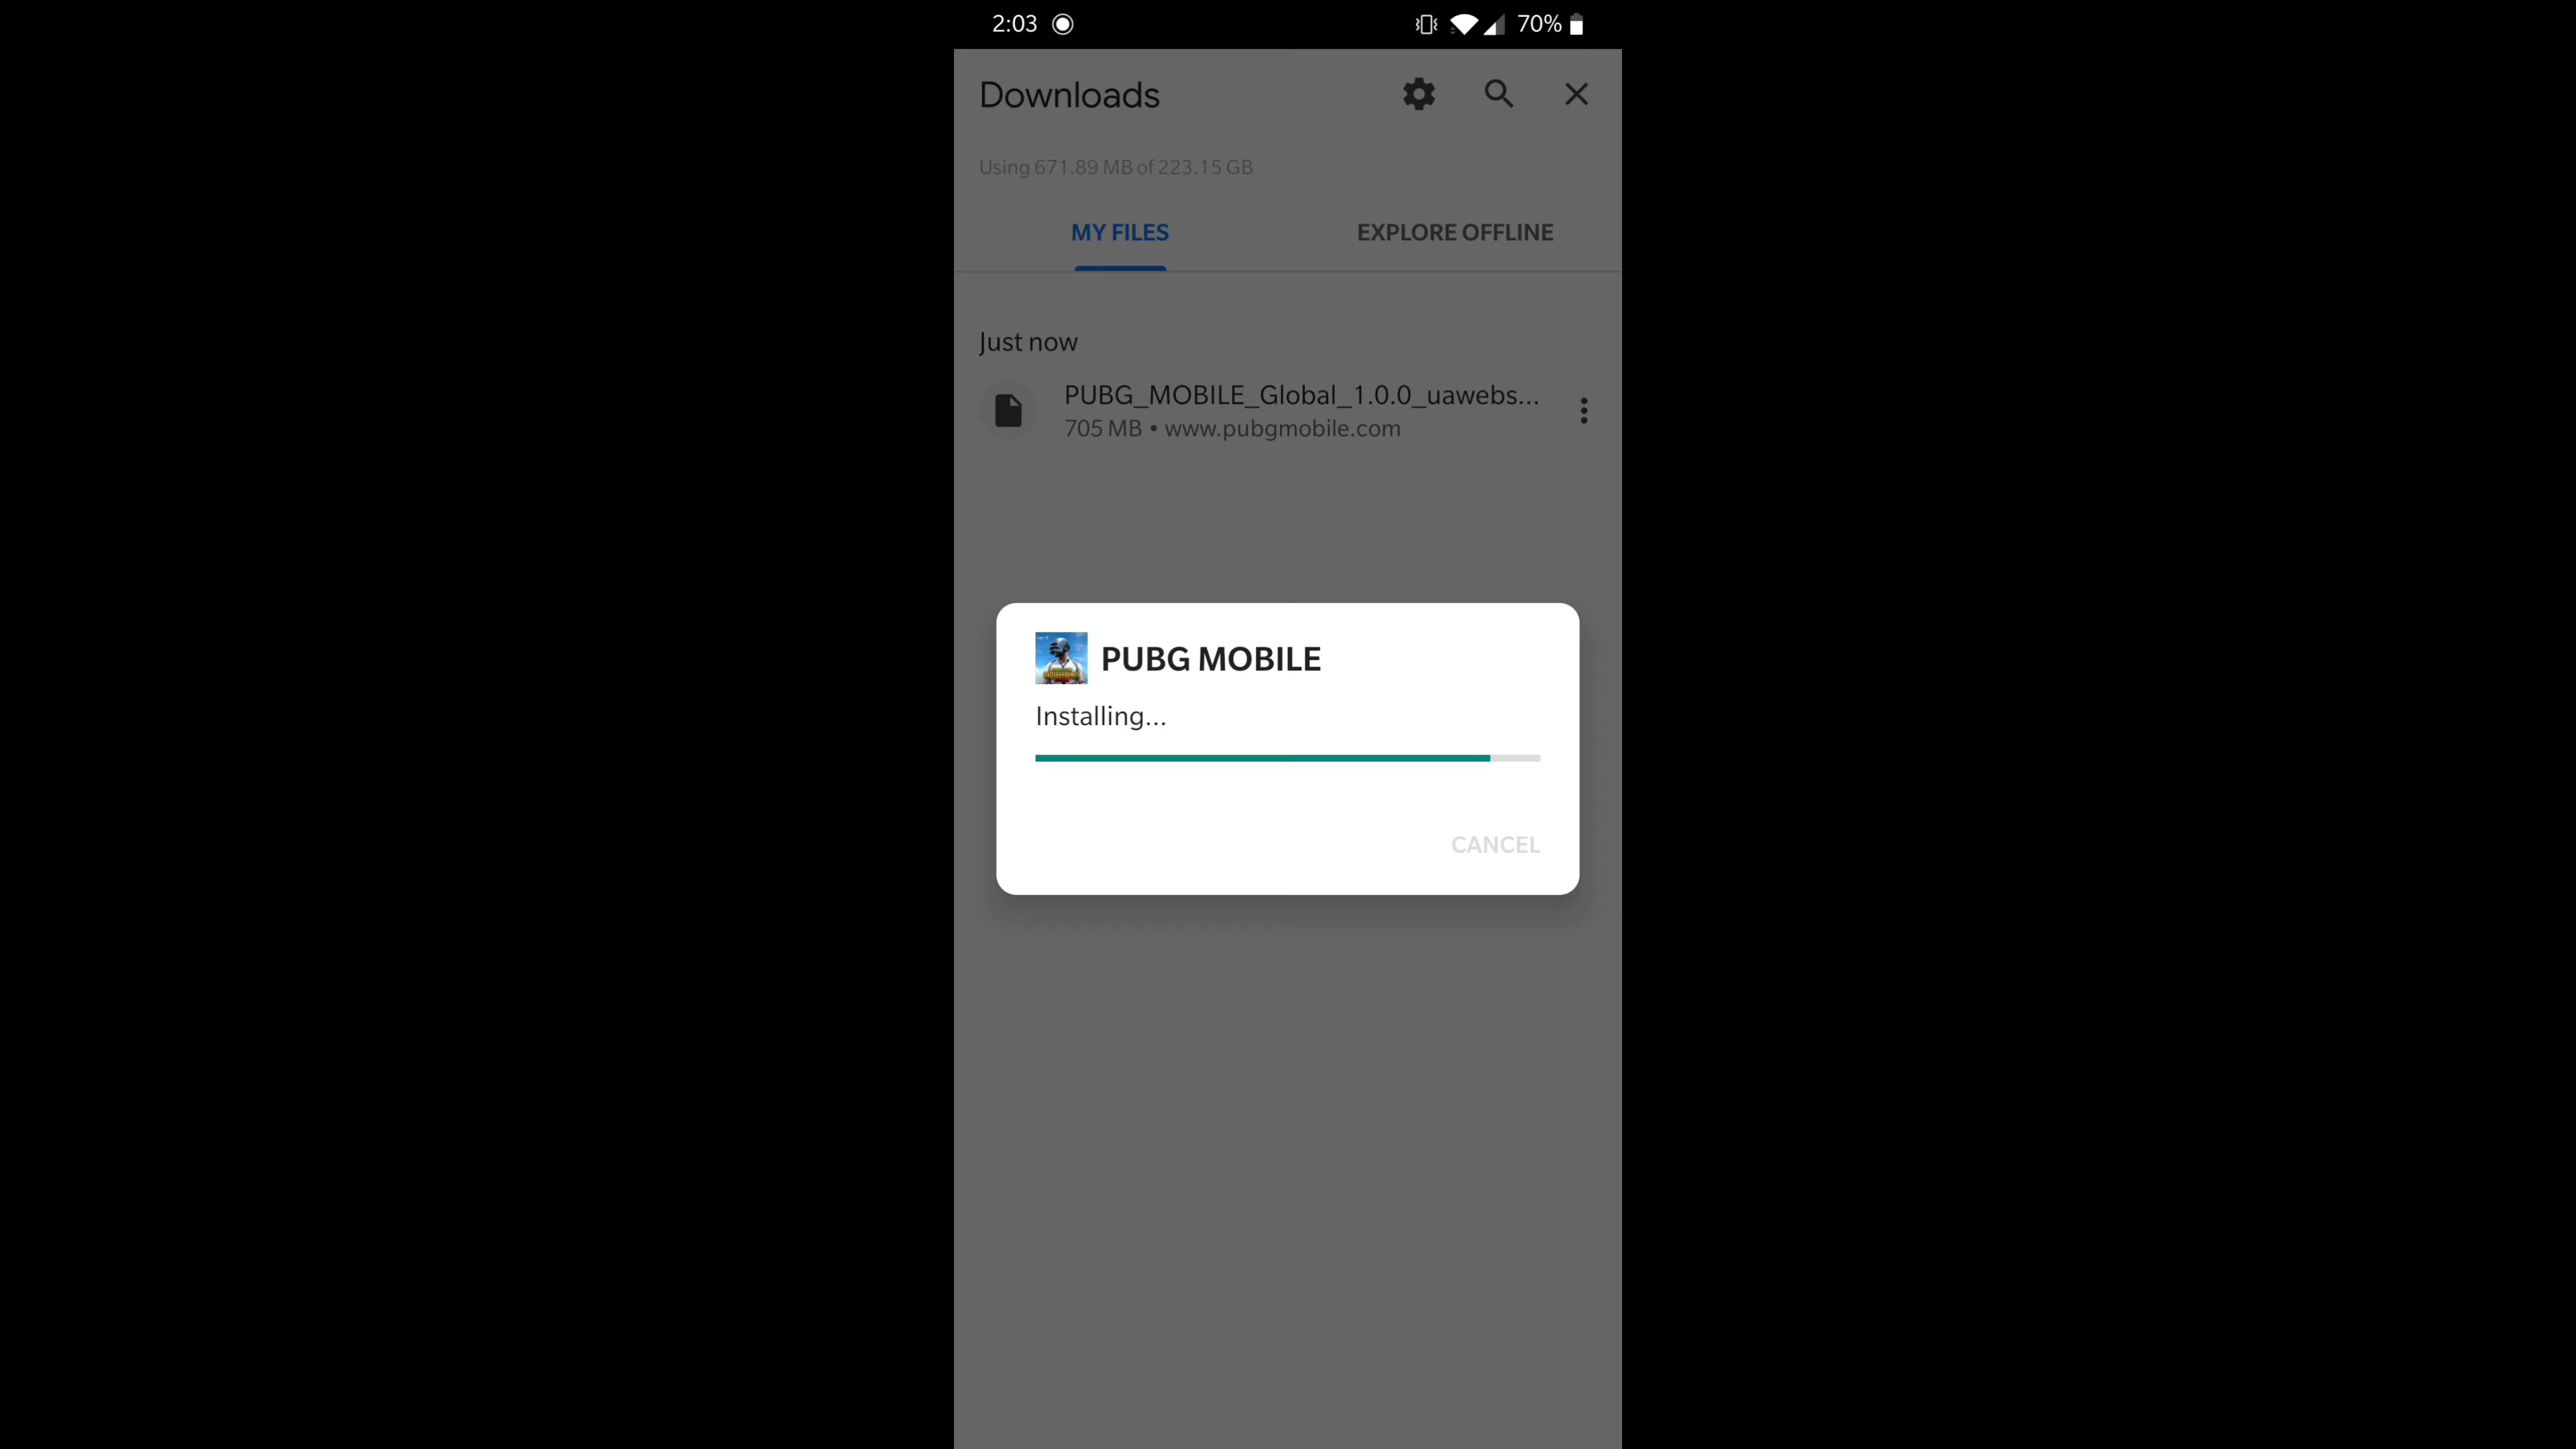 2:03
70%
Downloads
Using 671.89 MB of 223.15 GB
MY FILES
EXPLORE OFFLINE
Just now
PUBG_MOBILE_Global_1.0.0_uawebs...
705 MB • www.pubgmobile.com
PUBG MOBILE
Installing...
CANCEL